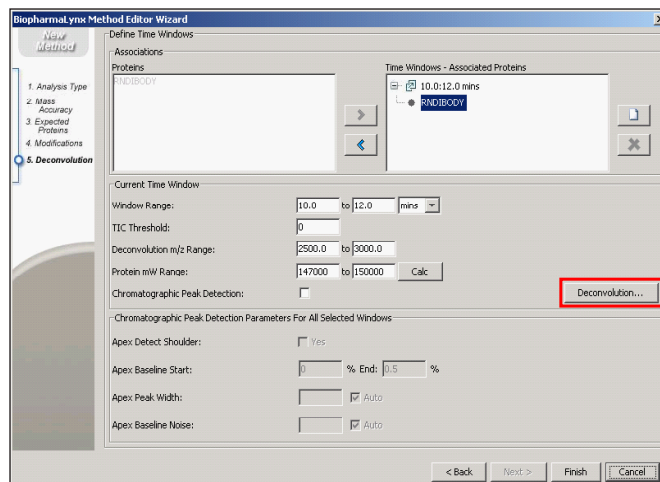 BiopharmaLynx Method Editor Wizard
New
Method
1. Analysis Type
2. Mass
Accuracy
3. Expected
Proteins
4. Modifications
5. Deconvolution
Define Time Windows
Associations
Proteins
RNDIBODY
Time Windows - Associated Proteins
10.0:12.0 mins
RNDIBODY
Current Time Window
Window Range: 10.0 to 12.0 mins
TIC Threshold: 0
Deconvolution m/z Range: 2500.0 to 3000.0
Protein mW Range: 147000 to 150000 Calc
Chromatographic Peak Detection: Deconvolution...
Chromatographic Peak Detection Parameters For All Selected Windows
Apex Detect Shoulder: Yes
Apex Baseline Start: 0 % End: 0.5 %
Apex Peak Width: Auto
Apex Baseline Noise: Auto
< Back Next > Finish Cancel